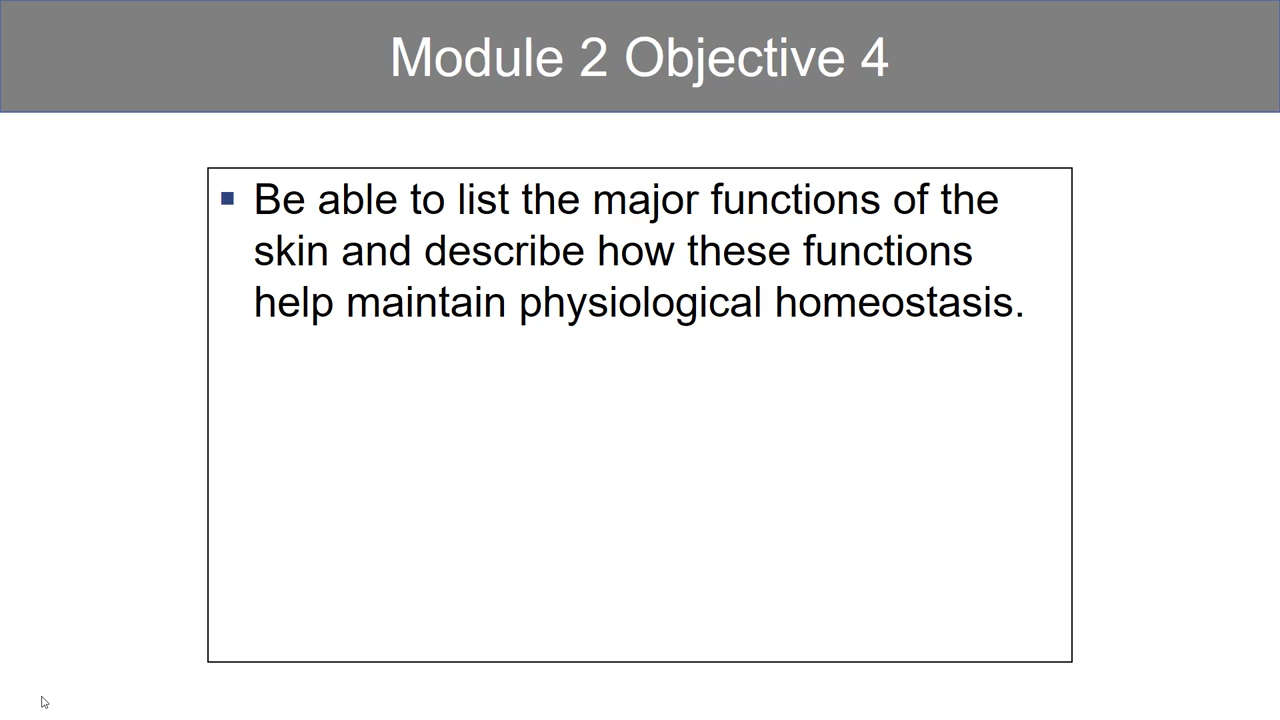 Module 2 Objective 4
Be able to list the major functions of the
skin and describe how these functions
help maintain physiological homeostasis.